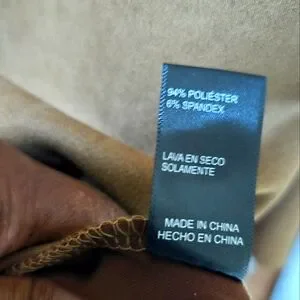 94% POLIÉSTER
6% SPANDEX
LAVA EN SECO
SOLAMENTE
MADE IN CHINA
HECHO EN CHINA